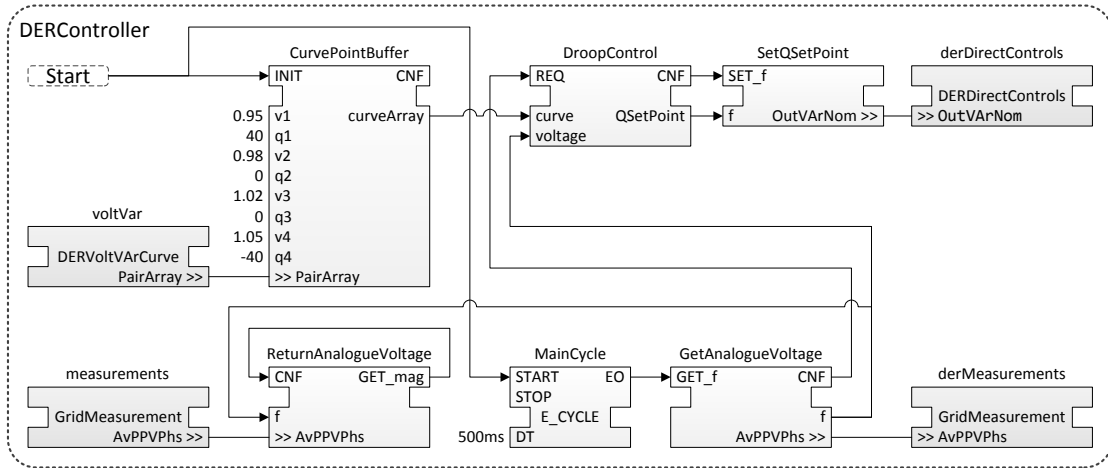 DERController
Start
CurvePointBuffer
INIT CNF
curveArray
0.95 v1
40 q1
0.98 v2
0 q2
1.02 v3
0 q3
1.05 v4
-40 q4
>> PairArray
voltVar
DERVoltVArCurve
PairArray >>
DroopControl
REQ CNF
curve QSetPoint
voltage
SetQSetPoint
SET_f
f OutVArNom >>
derDirectControls
DERDirectControls
>> OutVArNom
measurements
GridMeasurement
AvPPVPhs >>
ReturnAnalogueVoltage
CNF GET_mag
f
>> AvPPVPhs
MainCycle
START EO
STOP
E_CYCLE
500ms DT
GetAnalogueVoltage
GET_f CNF
f
AvPPVPhs >>
derMeasurements
GridMeasurement
>> AvPPVPhs